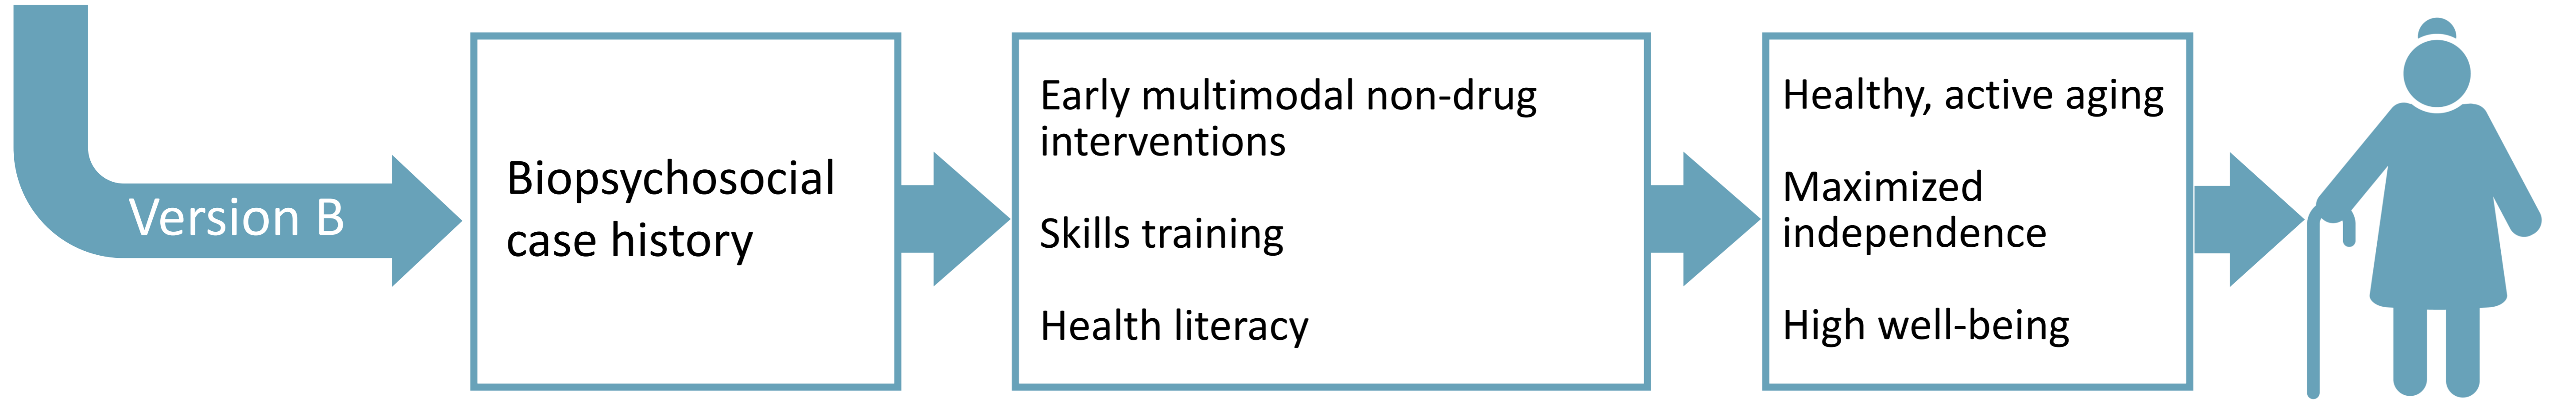 Version B
Biopsychosocial
case history
Early multimodal non-drug
interventions
Skills training
Health literacy
Healthy, active aging
Maximized
independence
High well-being